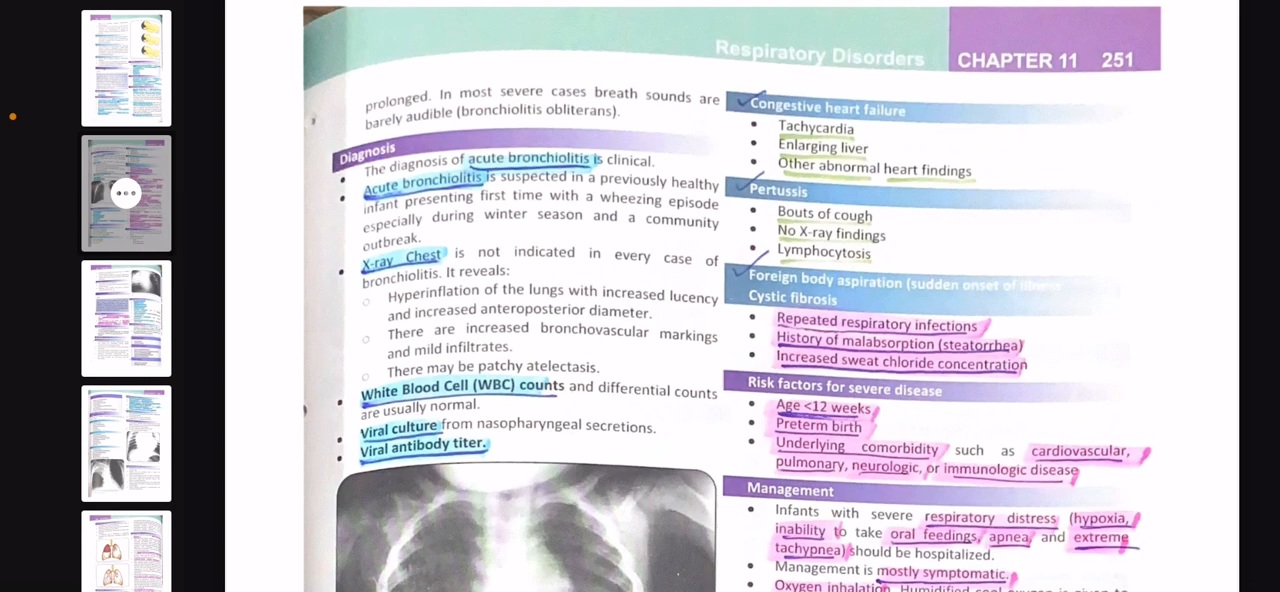 Respiratory Disorders CHAPTER 11 251
prolonged. In most severe cases breath sounds are
barely audible (bronchiolitis obliterans).
Diagnosis
• The diagnosis of acute bronchiolitis is clinical.
• Acute bronchiolitis is suspected in a previously healthy
infant presenting first time with a wheezing episode
especially during winter season and a community
outbreak.
• X-ray Chest is not indicated in every case of
bronchiolitis. It reveals:
○ Hyperinflation of the lungs with increased lucency
and increased anteroposterior diameter.
○ There are increased bronchovascular markings
and mild infiltrates.
○ There may be patchy atelectasis.
• White Blood Cell (WBC) counts and differential counts
are usually normal.
• Viral culture from nasopharyngeal secretions.
• Viral antibody titer.
Congestive heart failure
• Tachycardia
• Enlarging liver
• Other abnormal heart findings
Pertussis
• Bouts of cough
• No X-ray findings
• Lymphocytosis
Foreign body aspiration (sudden onset of illness
Cystic fibrosis
• Repeated respiratory infections
• History of malabsorption (steatorrhea)
• Increased sweat chloride concentration
Risk factors for severe disease
• Age <12 weeks
• Preterm birth
• Underlying comorbidity such as cardiovascular,
pulmonary, neurologic, or immunologic disease
Management
• Infants with severe respiratory distress (hypoxia,
inability to take oral feedings, apnea and extreme
tachypnea) should be hospitalized.
• Management is mostly symptomatic.
• Oxygen inhalation. Humidified cool oxygen is given to